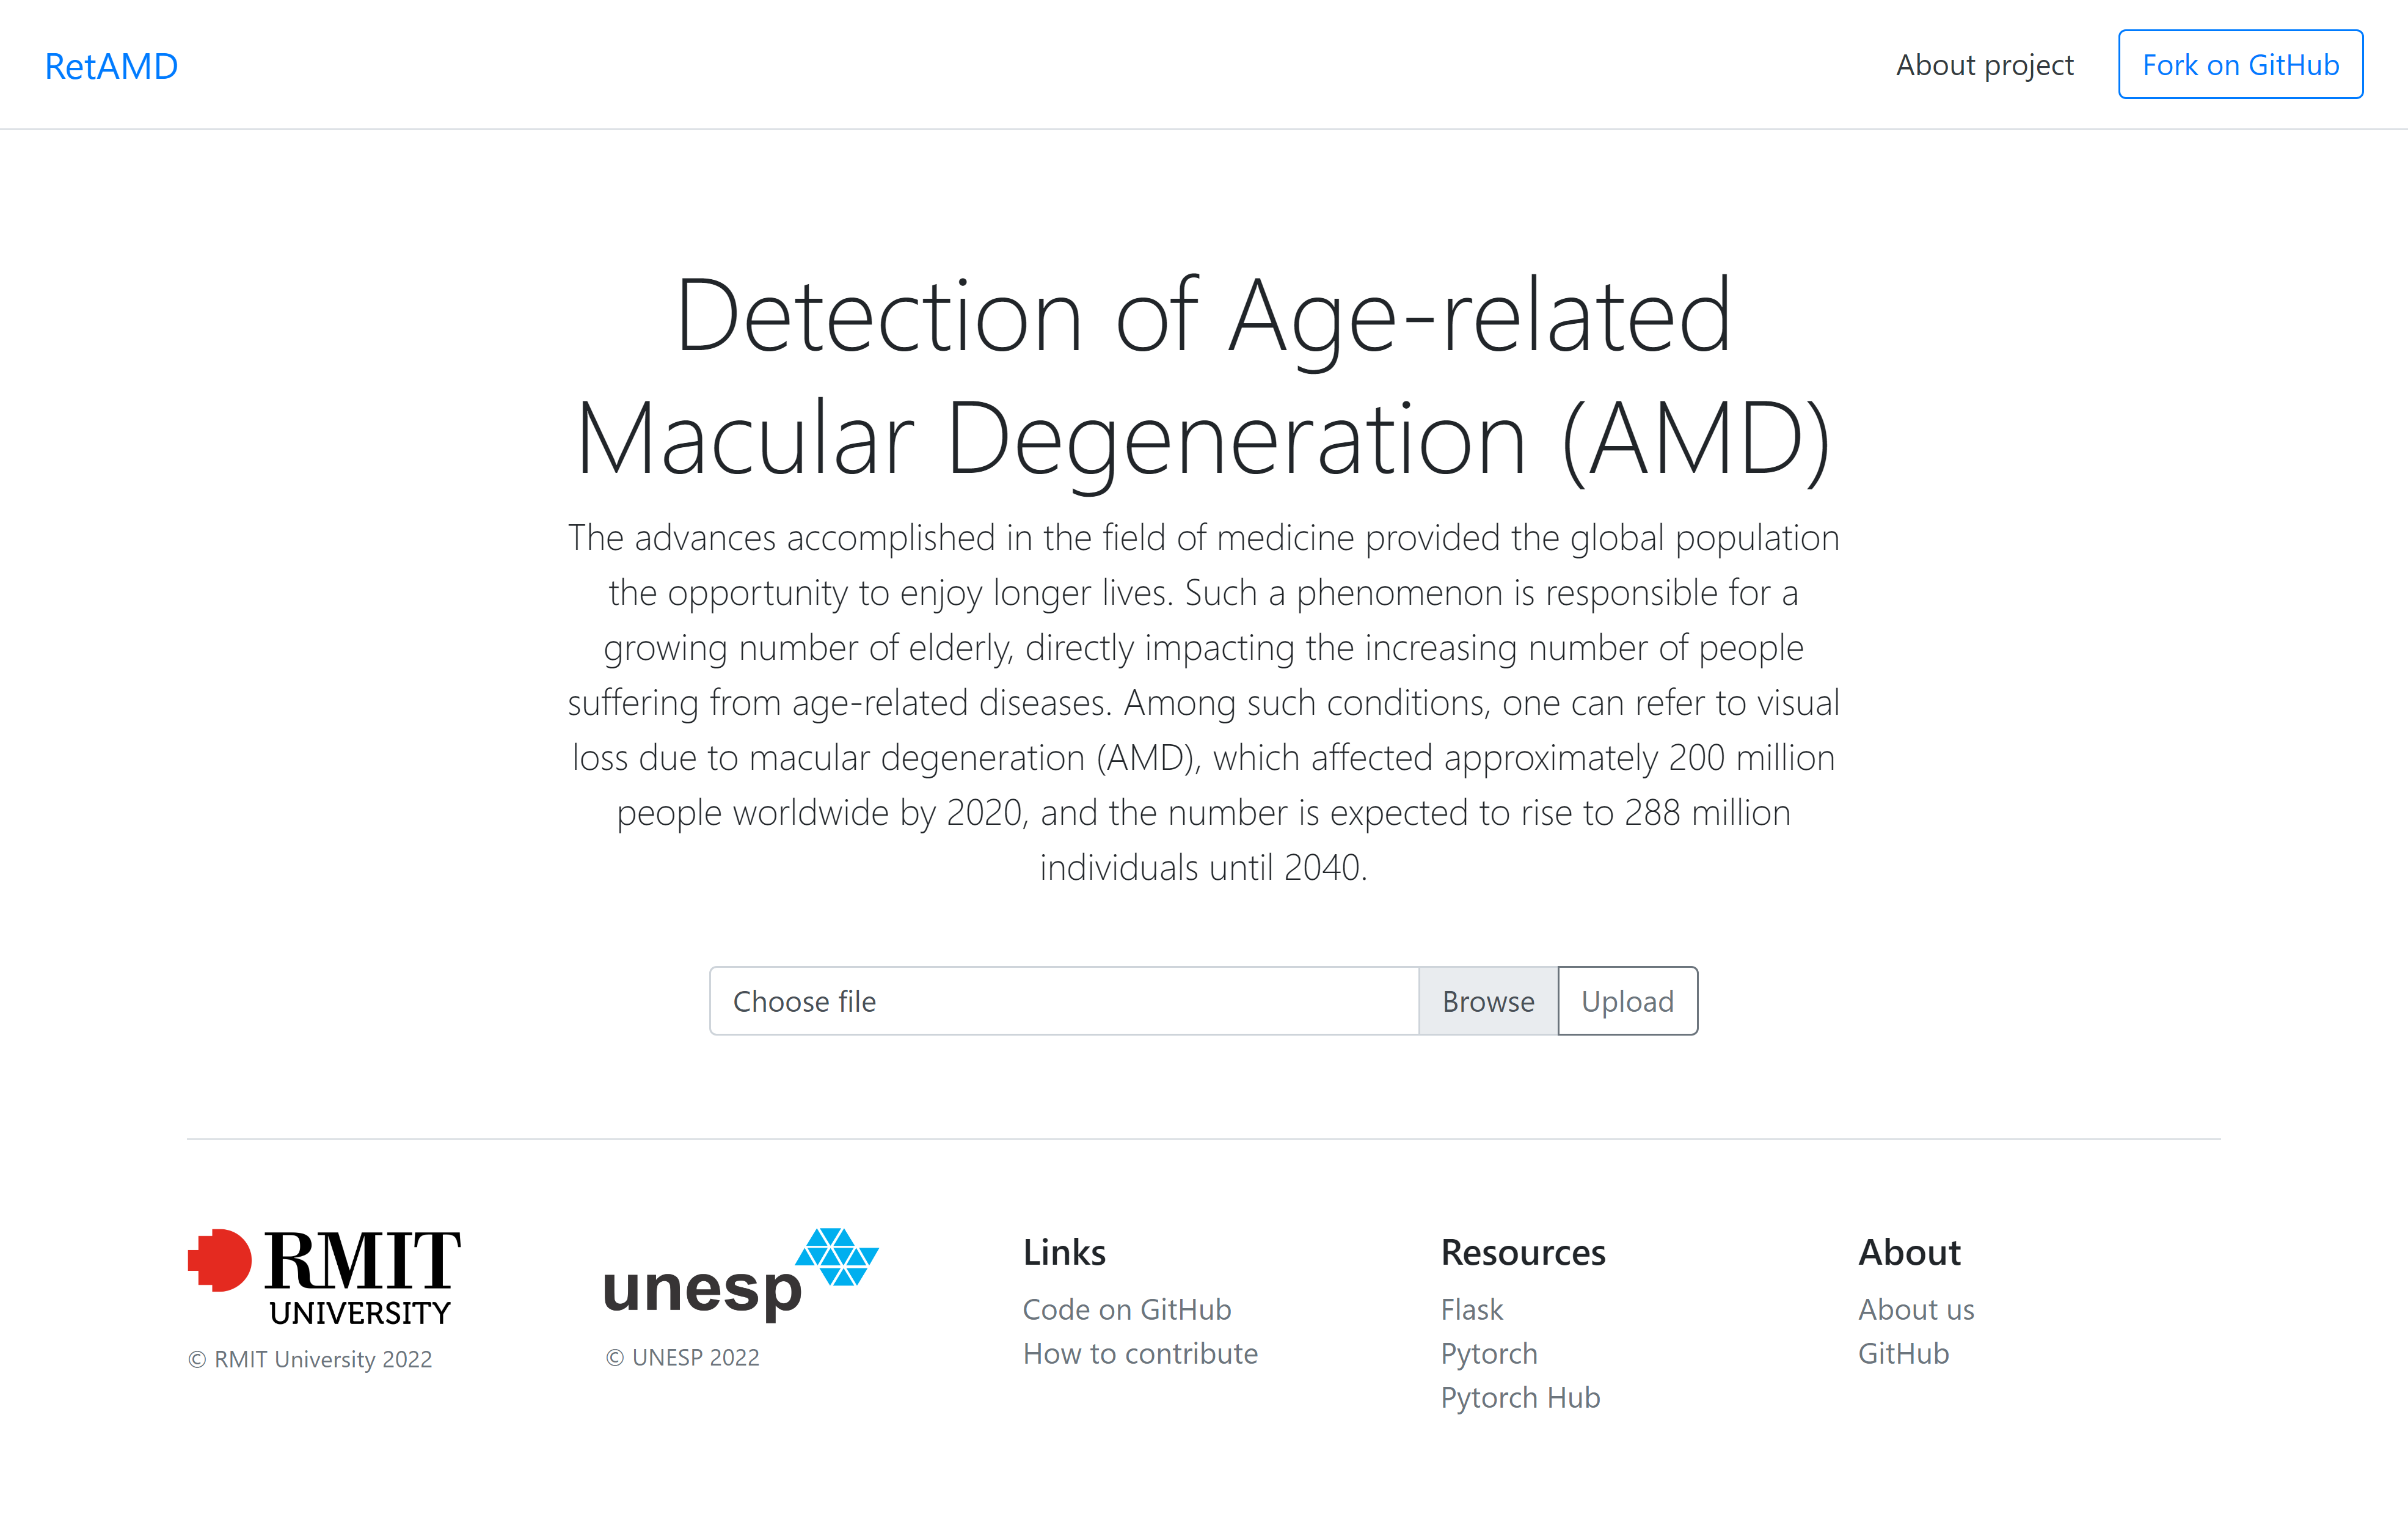 RetAMD
About project
Fork on GitHub
Detection of Age-related
Macular Degeneration (AMD)
The advances accomplished in the field of medicine provided the global population
the opportunity to enjoy longer lives. Such a phenomenon is responsible for a
growing number of elderly, directly impacting the increasing number of people
suffering from age-related diseases. Among such conditions, one can refer to visual
loss due to macular degeneration (AMD), which affected approximately 200 million
people worldwide by 2020, and the number is expected to rise to 288 million
individuals until 2040.
Choose file
Browse
Upload
RMIT
UNIVERSITY
© RMIT University 2022
unesp
© UNESP 2022
Links
Code on GitHub
How to contribute
Resources
Flask
Pytorch
Pytorch Hub
About
About us
GitHub